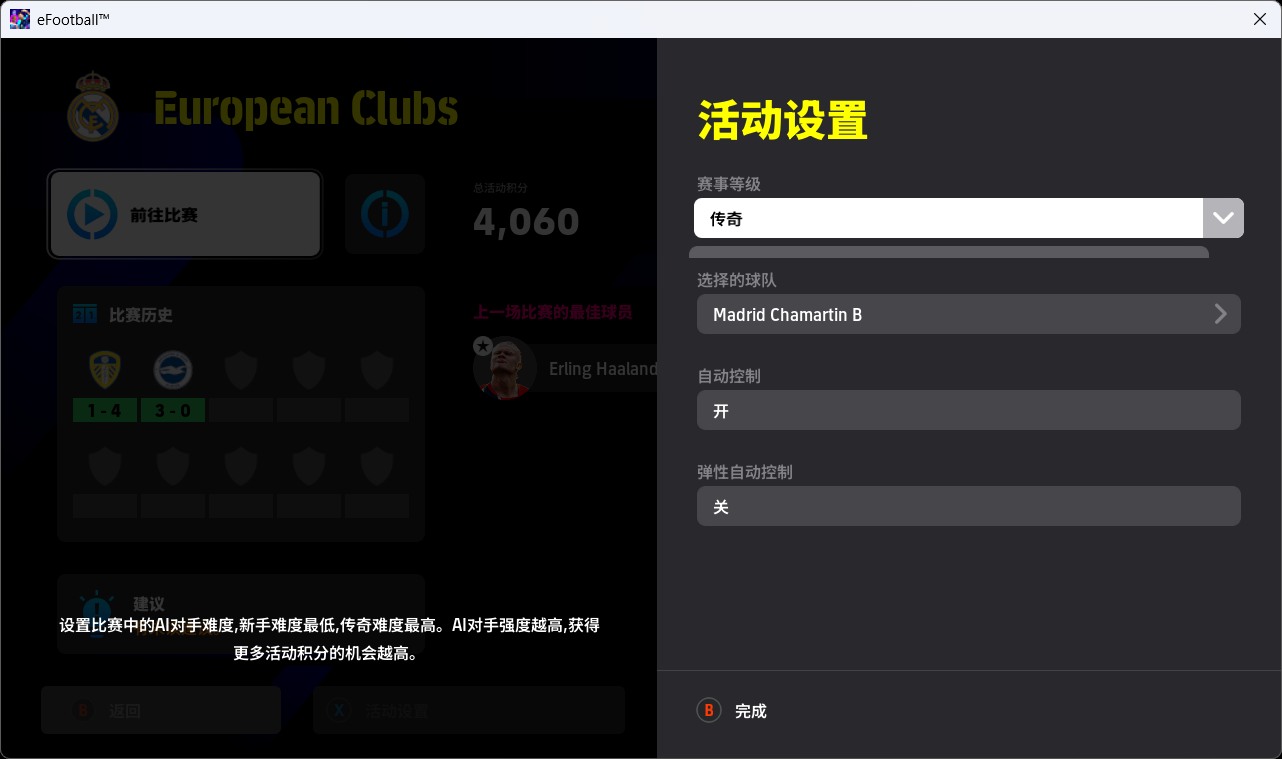 eFootball™
European Clubs
前往比赛
总活动积分
4,060
比赛历史
1 - 4
3 - 0
上一场比赛的最佳球员
Erling Haaland
建议
设置比赛中的AI对手难度,新手难度最低,传奇难度最高。AI对手强度越高,获得
更多活动积分的机会越高。
B 返回
X 活动设置
活动设置
赛事等级
传奇
选择的球队
Madrid Chamartin B
自动控制
开
弹性自动控制
关
B 完成